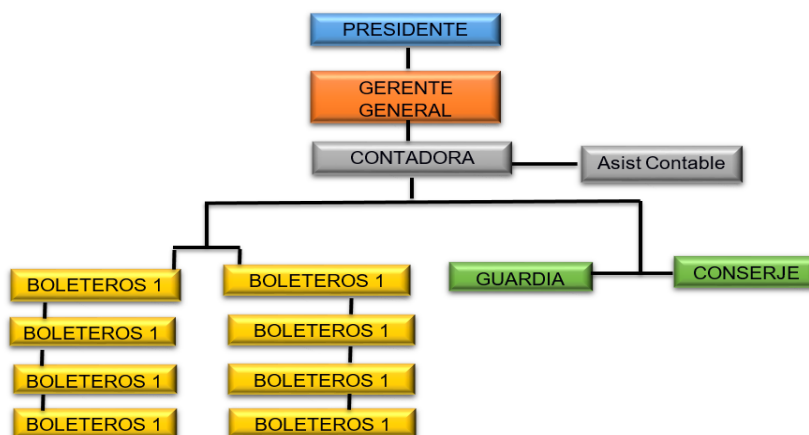 PRESIDENTE
GERENTE
GENERAL
CONTADORA
Asist Contable
BOLETEROS 1
BOLETEROS 1
GUARDIA
CONSERJE
BOLETEROS 1
BOLETEROS 1
BOLETEROS 1
BOLETEROS 1
BOLETEROS 1
BOLETEROS 1